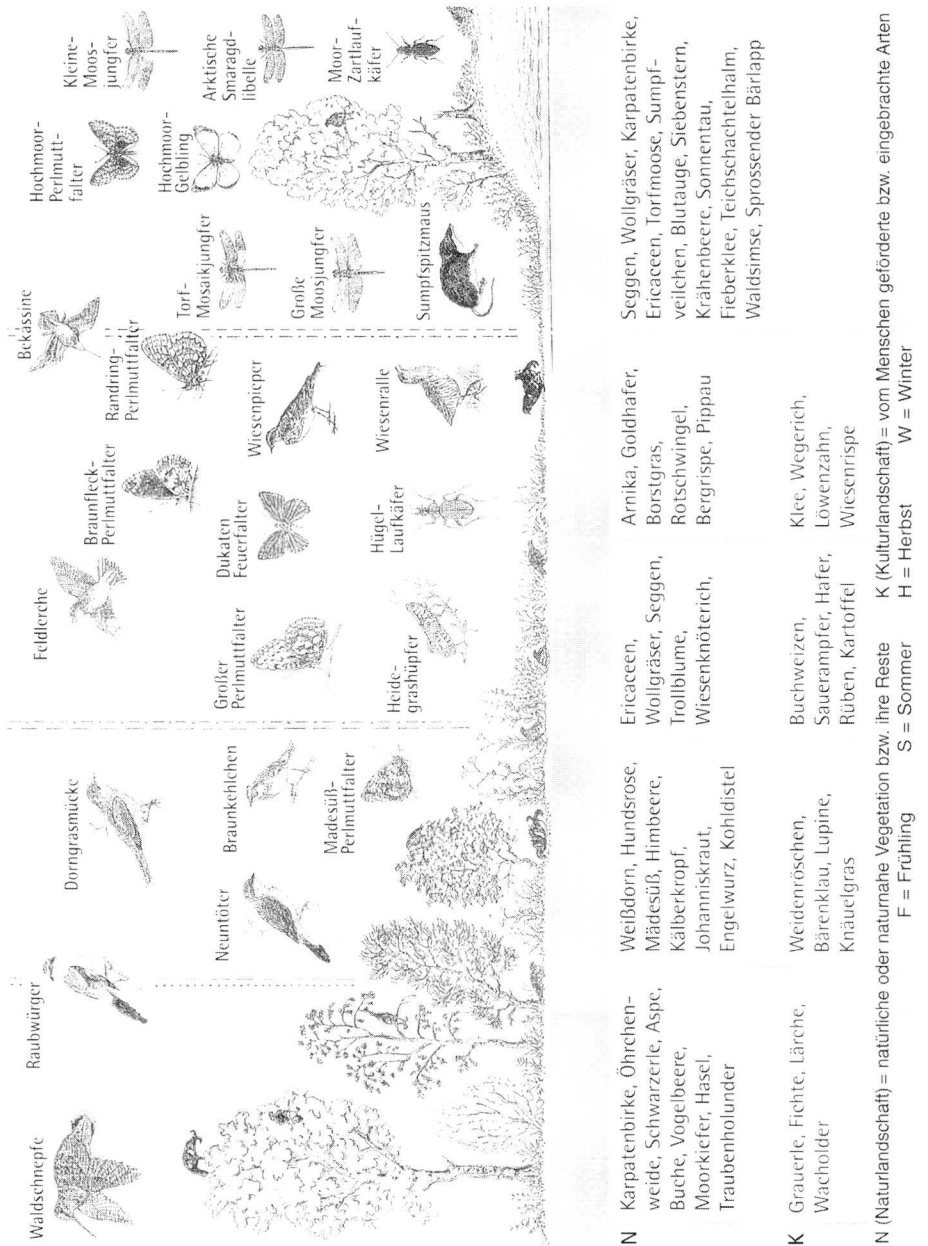 Waldschnepfe
Raubwürger
Neuntöter
Dorngrasmücke
Braunkehlchen
Mädesüß-
Perlmuttfalter
Feldlerche
Großer
Perlmuttfalter
Heide-
grashüpfer
Braunfleck-
Perlmuttfalter
Dukaten
Feuerfalter
Hügel-
Laufkäfer
Bekassine
Randring-
Perlmuttfalter
Wiesenpieper
Wiesenralle
Hochmoor-
Perlmutt-
falter
Torf-
Mosaikjungfer
Hochmoor-
Gelbling
Große
Moosjungfer
Sumpfspitzmaus
Kleine-
Moos-
jungfer
Arktische
Smaragd-
libelle
Moor-
Zartlauf-
käfer
N
Karpatenbirke, Öhrchen-
weide, Schwarzerle, Aspe,
Buche, Vogelbeere,
Moorkiefer, Hasel,
Traubenholunder
Weißdorn, Hundsrose,
Mädesüß, Himbeere,
Kälberkropf,
Johanniskraut,
Engelwurz, Kohldistel
Ericaceen,
Wollgräser, Seggen,
Trollblume,
Wiesenknöterich,
Arnika, Goldhafer,
Borstgras,
Rotschwingel,
Bergrispe, Pippau
Seggen, Wollgräser, Karpatenbirke,
Ericaceen, Torfmoose, Sumpf-
veilchen, Blutauge, Siebenstern,
Krähenbeere, Sonnentau,
Fieberklee, Teichschachtelhalm,
Waldsimse, Sprossender Bärlapp
K
Grauerle, Fichte, Lärche,
Wacholder
Weidenröschen,
Bärenklau, Lupine,
Knäuelgras
Buchweizen,
Sauerampfer, Hafer,
Rüben, Kartoffel
Klee, Wegerich,
Löwenzahn,
Wiesenrispe
N (Naturlandschaft) = natürliche oder naturnahe Vegetation bzw. ihre Reste K (Kulturlandschaft) = vom Menschen geförderte bzw. eingebrachte Arten
F = Frühling S = Sommer H = Herbst W = Winter